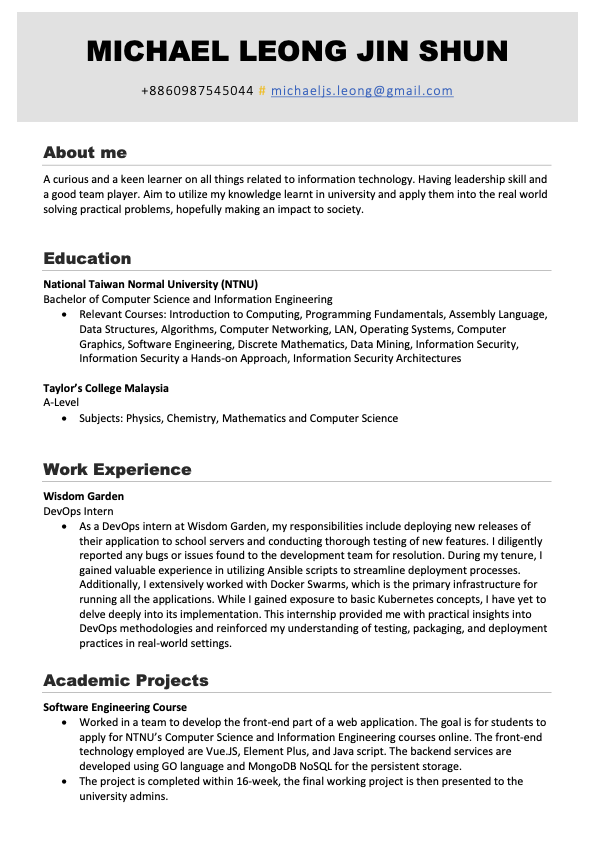 MICHAEL LEONG JIN SHUN
+8860987545044 # michaeljs.leong@gmail.com
About me
A curious and a keen learner on all things related to information technology. Having leadership skill and
a good team player. Aim to utilize my knowledge learnt in university and apply them into the real world
solving practical problems, hopefully making an impact to society.
Education
National Taiwan Normal University (NTNU)
Bachelor of Computer Science and Information Engineering
• Relevant Courses: Introduction to Computing, Programming Fundamentals, Assembly Language,
Data Structures, Algorithms, Computer Networking, LAN, Operating Systems, Computer
Graphics, Software Engineering, Discrete Mathematics, Data Mining, Information Security,
Information Security a Hands-on Approach, Information Security Architectures
Taylor’s College Malaysia
A-Level
• Subjects: Physics, Chemistry, Mathematics and Computer Science
Work Experience
Wisdom Garden
DevOps Intern
• As a DevOps intern at Wisdom Garden, my responsibilities include deploying new releases of
their application to school servers and conducting thorough testing of new features. I diligently
reported any bugs or issues found to the development team for resolution. During my tenure, I
gained valuable experience in utilizing Ansible scripts to streamline deployment processes.
Additionally, I extensively worked with Docker Swarms, which is the primary infrastructure for
running all the applications. While I gained exposure to basic Kubernetes concepts, I have yet to
delve deeply into its implementation. This internship provided me with practical insights into
DevOps methodologies and reinforced my understanding of testing, packaging, and deployment
practices in real-world settings.
Academic Projects
Software Engineering Course
• Worked in a team to develop the front-end part of a web application. The goal is for students to
apply for NTNU’s Computer Science and Information Engineering courses online. The front-end
technology employed are Vue.JS, Element Plus, and Java script. The backend services are
developed using GO language and MongoDB NoSQL for the persistent storage.
• The project is completed within 16-week, the final working project is then presented to the
university admins.